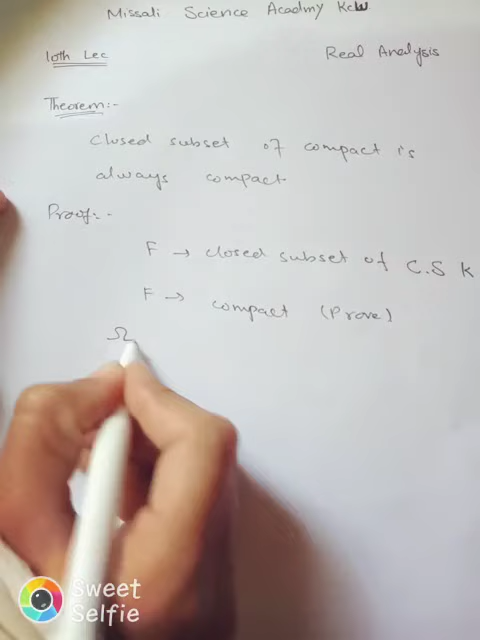 Missali Science Acadmy Kcw
10th Lec Real Analysis
Theorem:-
Closed subset of compact is
always compact
Proof:-
F → closed subset of C.S K
F → compact (Prove)
Ω
Sweet
Selfie